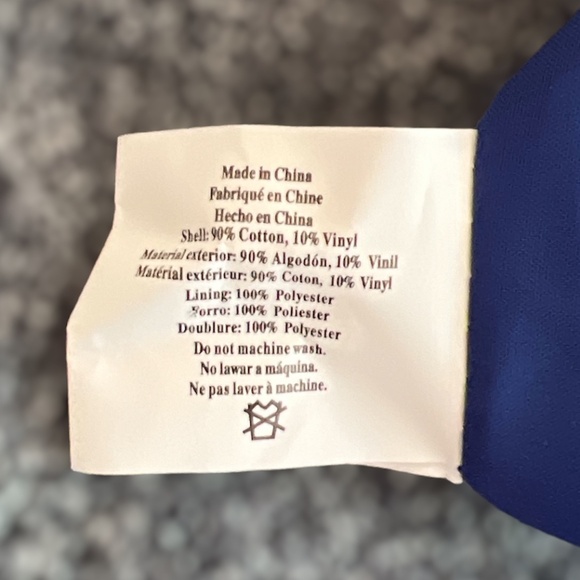 Made in China
Fabriqué en Chine
Hecho en China
Shell: 90% Cotton, 10% Vinyl
Material exterior: 90% Algodón, 10% Vinil
Matérial extérieur: 90% Coton, 10% Vinyl
Lining: 100% Polyester
Forro: 100% Poliester
Doublure: 100% Polyester
Do not machine wash.
No lawar a máquina.
Ne pas laver à machine.